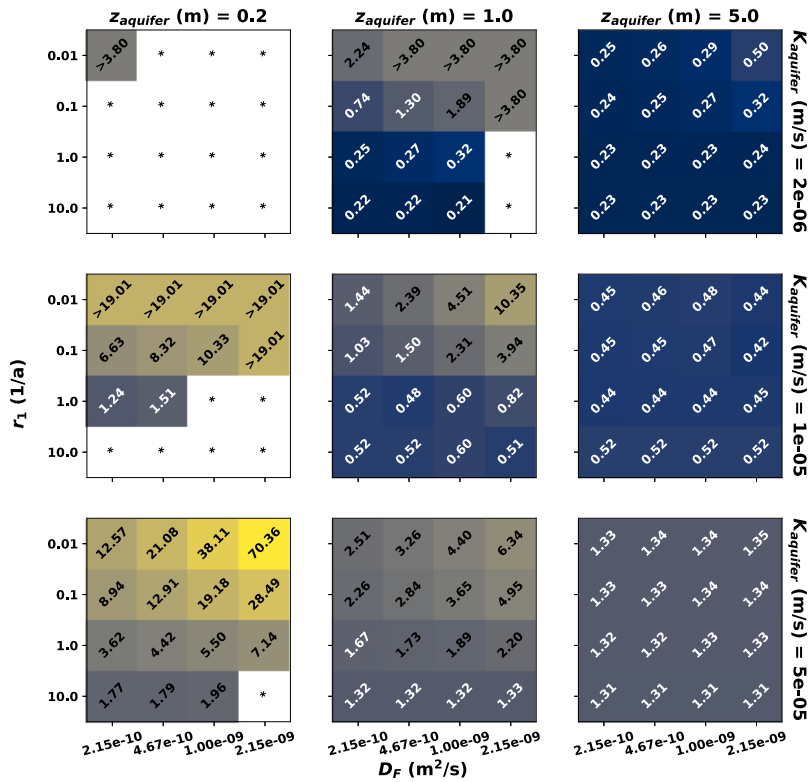 z_aquifer (m) = 0.2 z_aquifer (m) = 1.0 z_aquifer (m) = 5.0
0.01 >3.80 * * * 2.24 >3.80 >3.80 >3.80 0.25 0.26 0.29 0.50
0.1 * * * * 0.74 1.30 1.89 >3.80 0.24 0.25 0.27 0.32
1.0 * * * * 0.25 0.27 0.32 * 0.23 0.23 0.23 0.24
10.0 * * * * 0.22 0.22 0.21 * 0.23 0.23 0.23 0.23
K_aquifer (m/s) = 2e-06
r_1 (1/a)
0.01 >19.01 >19.01 >19.01 >19.01 1.44 2.39 4.51 10.35 0.45 0.46 0.48 0.44
0.1 6.63 8.32 10.33 >19.01 1.03 1.50 2.31 3.94 0.45 0.45 0.47 0.42
1.0 1.24 1.51 * * 0.52 0.48 0.60 0.82 0.44 0.44 0.44 0.45
10.0 * * * * 0.52 0.52 0.60 0.51 0.52 0.52 0.52 0.52
K_aquifer (m/s) = 1e-05
0.01 12.57 21.08 38.11 70.36 2.51 3.26 4.40 6.34 1.33 1.34 1.34 1.35
0.1 8.94 12.91 19.18 28.49 2.26 2.84 3.65 4.95 1.33 1.33 1.34 1.34
1.0 3.62 4.42 5.50 7.14 1.67 1.73 1.89 2.20 1.32 1.32 1.33 1.33
10.0 1.77 1.79 1.96 * 1.32 1.32 1.32 1.33 1.31 1.31 1.31 1.31
K_aquifer (m/s) = 5e-05
2.15e-10 4.67e-10 1.00e-09 2.15e-09 2.15e-10 4.67e-10 1.00e-09 2.15e-09 2.15e-10 4.67e-10 1.00e-09 2.15e-09
D_F (m²/s)